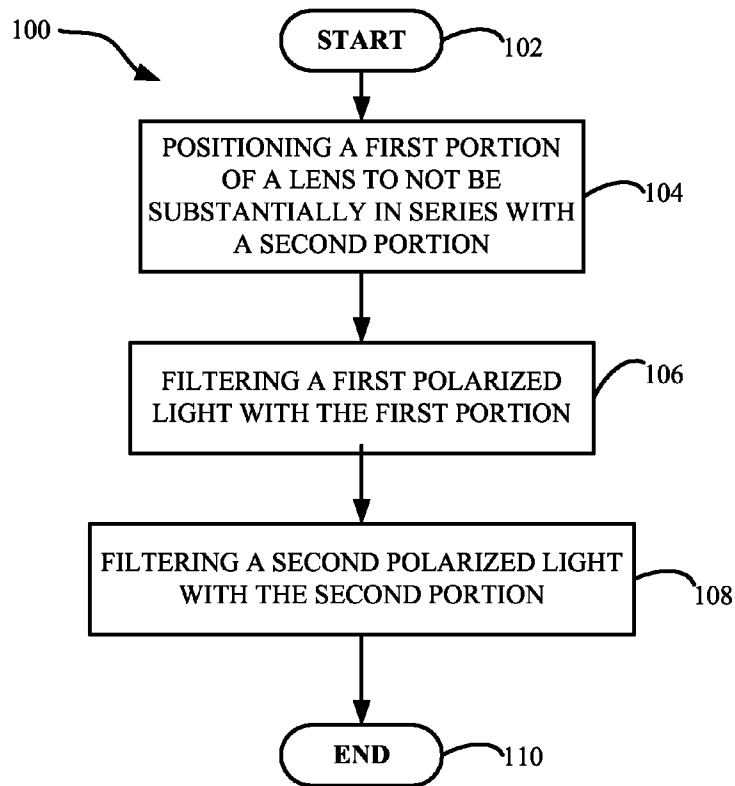 100
START
102
POSITIONING A FIRST PORTION
OF A LENS TO NOT BE
SUBSTANTIALLY IN SERIES WITH
A SECOND PORTION
104
FILTERING A FIRST POLARIZED
LIGHT WITH THE FIRST PORTION
106
FILTERING A SECOND POLARIZED LIGHT
WITH THE SECOND PORTION
108
END
110